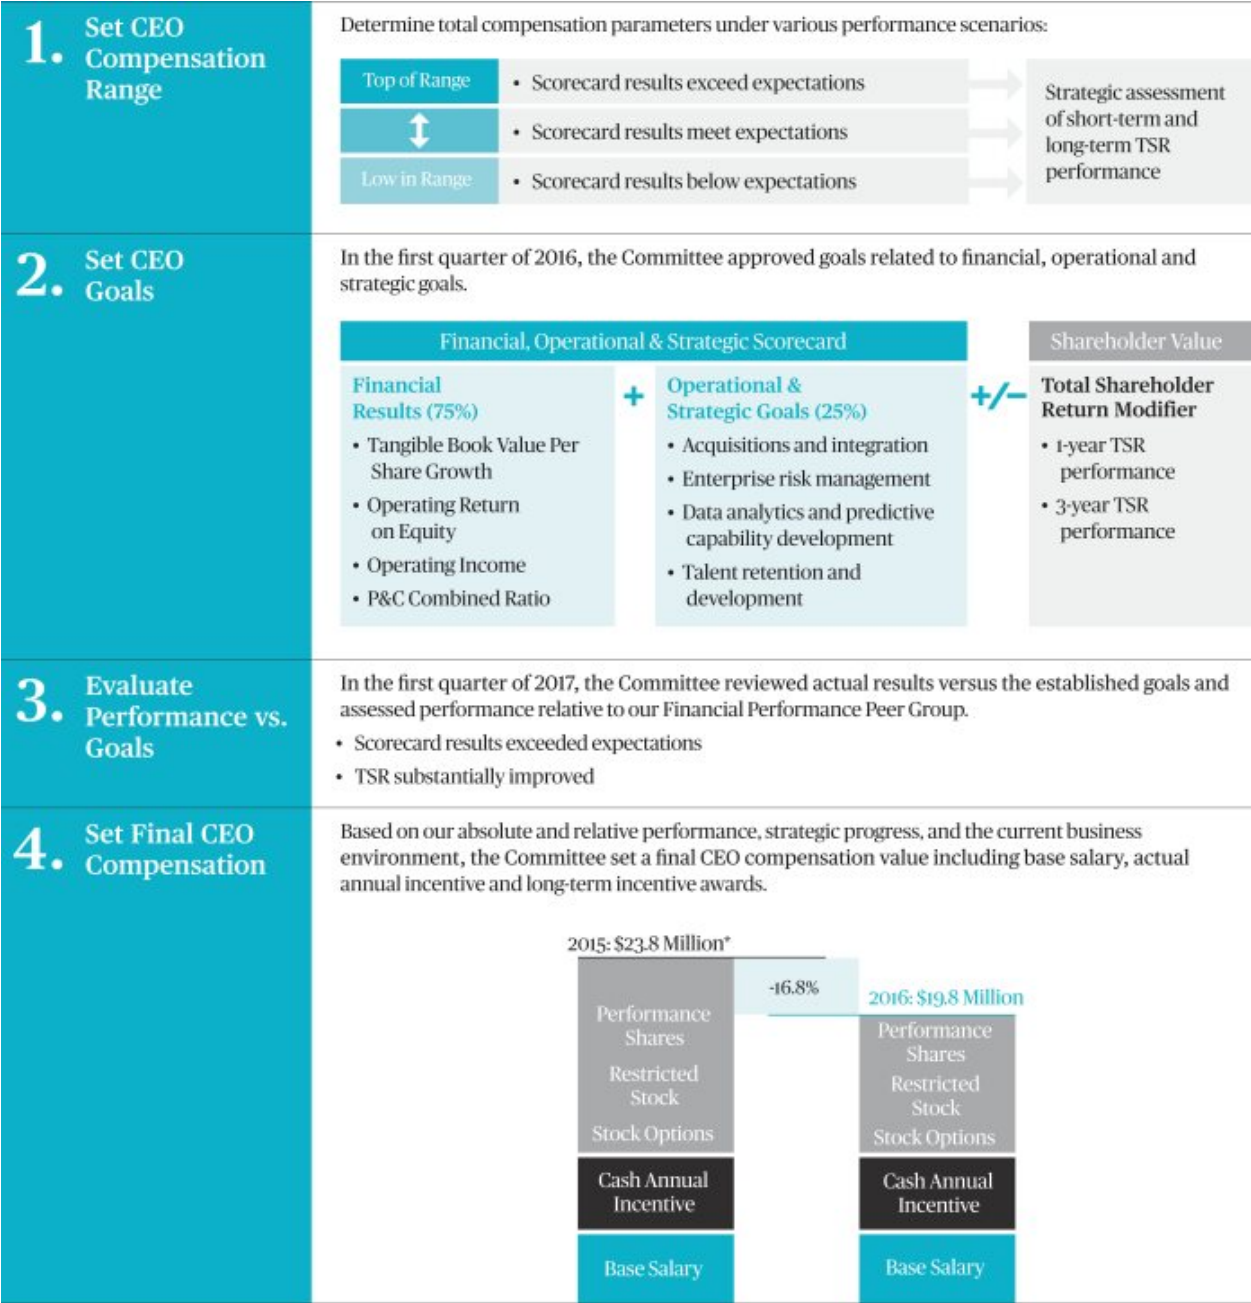 1.
Set CEO
Compensation
Range
Determine total compensation parameters under various performance scenarios:
Top of Range
• Scorecard results exceed expectations
• Scorecard results meet expectations
Low in Range
• Scorecard results below expectations
Strategic assessment
of short-term and
long-term TSR
performance
2.
Set CEO
Goals
In the first quarter of 2016, the Committee approved goals related to financial, operational and
strategic goals.
Financial, Operational & Strategic Scorecard
Financial
Results (75%)
• Tangible Book Value Per
Share Growth
• Operating Return
on Equity
• Operating Income
• P&C Combined Ratio
+
Operational &
Strategic Goals (25%)
• Acquisitions and integration
• Enterprise risk management
• Data analytics and predictive
capability development
• Talent retention and
development
+/−
Shareholder Value
Total Shareholder
Return Modifier
• 1-year TSR
performance
• 3-year TSR
performance
3.
Evaluate
Performance vs.
Goals
In the first quarter of 2017, the Committee reviewed actual results versus the established goals and
assessed performance relative to our Financial Performance Peer Group.
• Scorecard results exceeded expectations
• TSR substantially improved
4.
Set Final CEO
Compensation
Based on our absolute and relative performance, strategic progress, and the current business
environment, the Committee set a final CEO compensation value including base salary, actual
annual incentive and long-term incentive awards.
2015: $23.8 Million*
Performance
Shares
Restricted
Stock
Stock Options
Cash Annual
Incentive
Base Salary
-16.8%
2016: $19.8 Million
Performance
Shares
Restricted
Stock
Stock Options
Cash Annual
Incentive
Base Salary